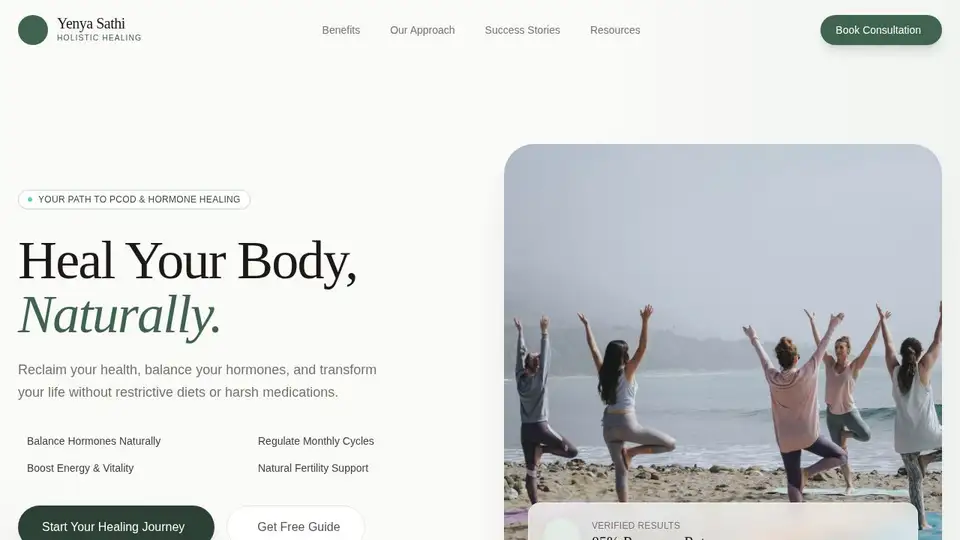 Yenya Sathi
HOLISTIC HEALING
Benefits
Our Approach
Success Stories
Resources
Book Consultation
YOUR PATH TO PCOD & HORMONE HEALING
Heal Your Body,
Naturally.
Reclaim your health, balance your hormones, and transform
your life without restrictive diets or harsh medications.
Balance Hormones Naturally
Regulate Monthly Cycles
Boost Energy & Vitality
Natural Fertility Support
Start Your Healing Journey
Get Free Guide
VERIFIED RESULTS